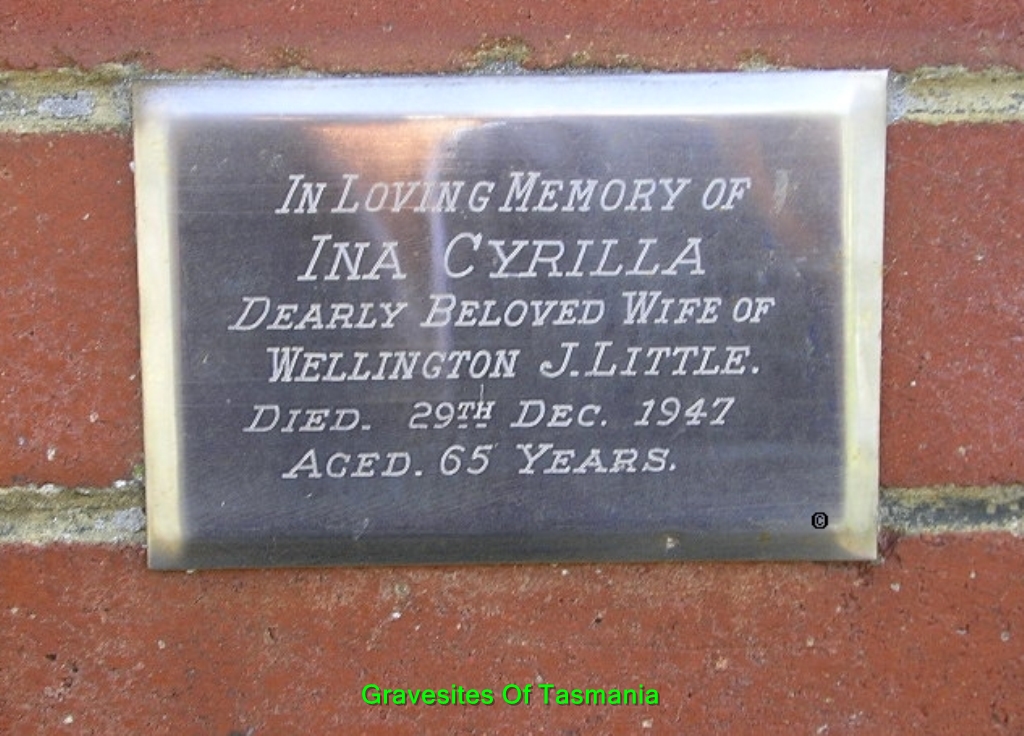 In Loving Memory of
Ina Cyrilla
Dearly Beloved Wife of
Wellington J. Little.
Died. 29th Dec. 1947
Aged. 65 Years.
©
Gravesites Of Tasmania